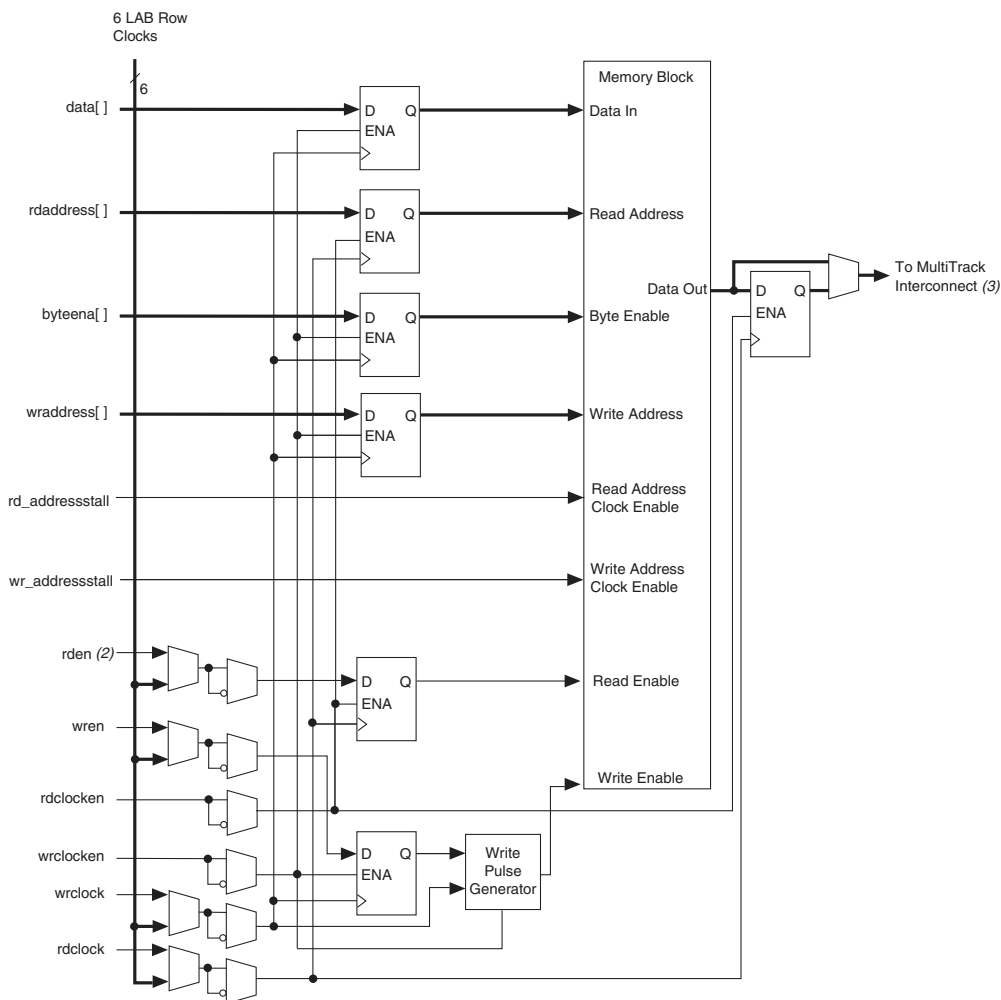 6 LAB Row
Clocks
6
Memory Block
data[ ]
D Q
ENA
Data In
rdaddress[ ]
D Q
ENA
Read Address
To MultiTrack
Interconnect (3)
Data Out
D Q
ENA
byteena[ ]
D Q
ENA
Byte Enable
wraddress[ ]
D Q
ENA
Write Address
rd_addressstall
Read Address
Clock Enable
wr_addressstall
Write Address
Clock Enable
rden (2)
D Q
ENA
Read Enable
wren
Write Enable
rdclocken
wrclocken
D Q
ENA
Write
Pulse
Generator
wrclock
rdclock